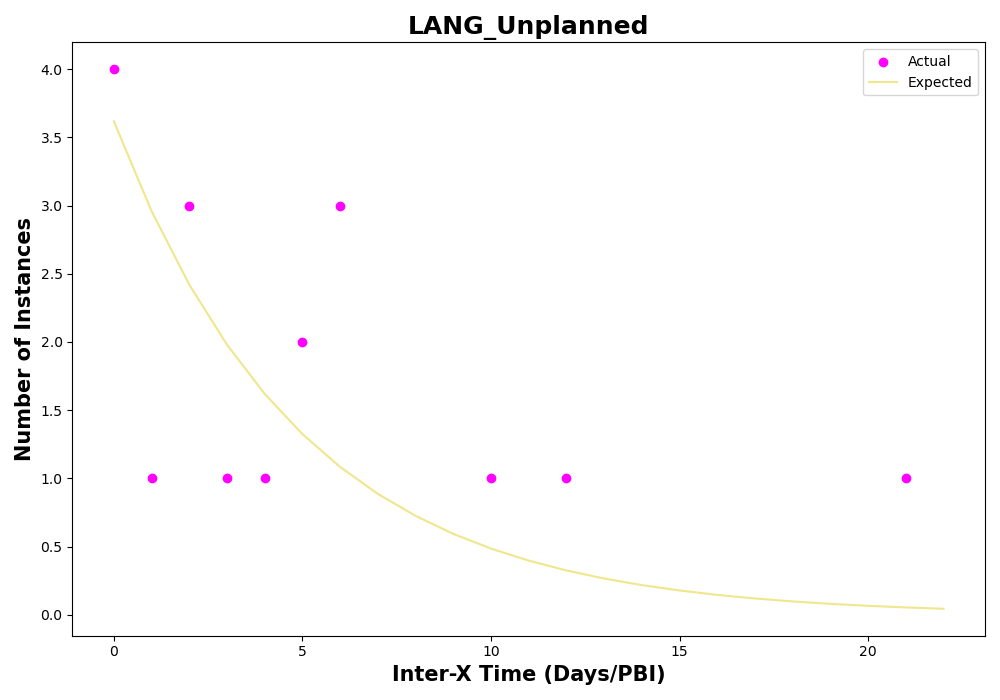 LANG_Unplanned
Actual
Expected
4.0
3.5
3.0
2.5
2.0
1.5
1.0
0.5
0.0
Number of Instances
0
5
10
15
20
Inter-X Time (Days/PBI)